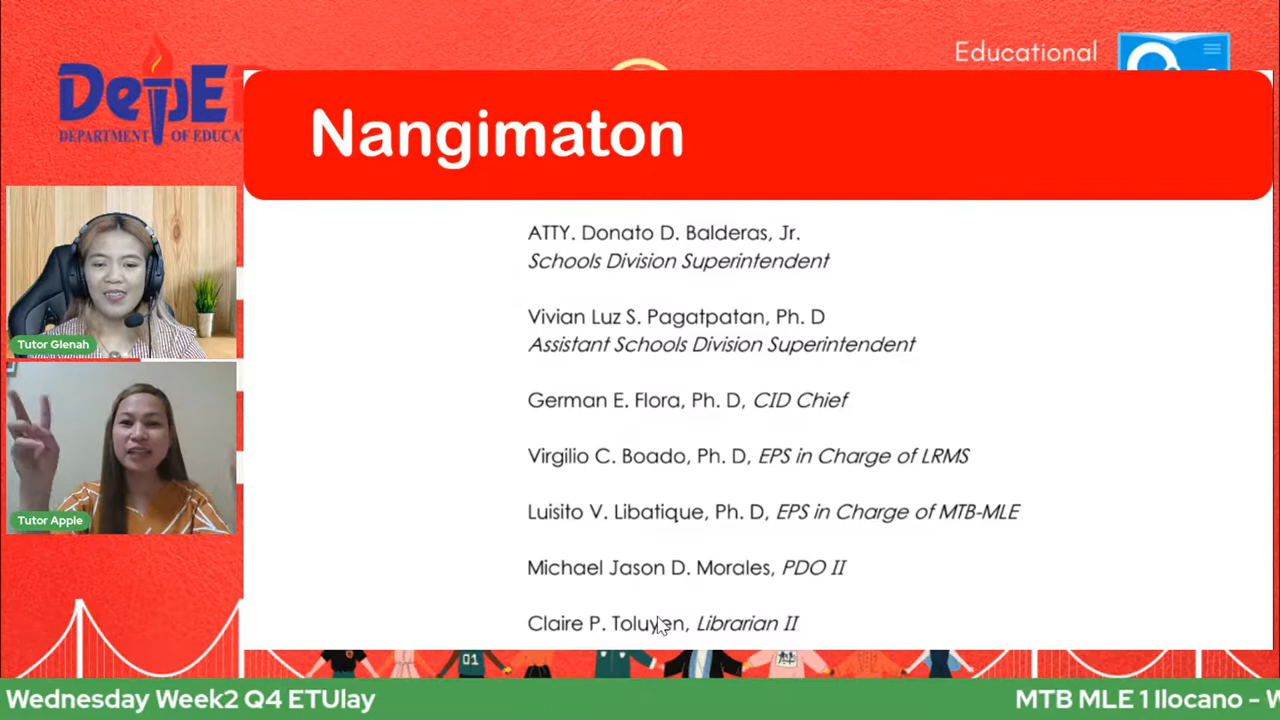 Educational
DepE
DEPARTMENT OF EDUCA
Nangimaton
ATTY. Donato D. Balderas, Jr.
Schools Division Superintendent
Vivian Luz S. Pagatpatan, Ph. D
Assistant Schools Division Superintendent
German E. Flora, Ph. D, CID Chief
Virgilio C. Boado, Ph. D, EPS in Charge of LRMS
Luisito V. Libatique, Ph. D, EPS in Charge of MTB-MLE
Michael Jason D. Morales, PDO II
Claire P. Toluyen, Librarian II
Tutor Glenah
Tutor Apple
01
Wednesday Week2 Q4 ETUlay
MTB MLE 1 Ilocano - W